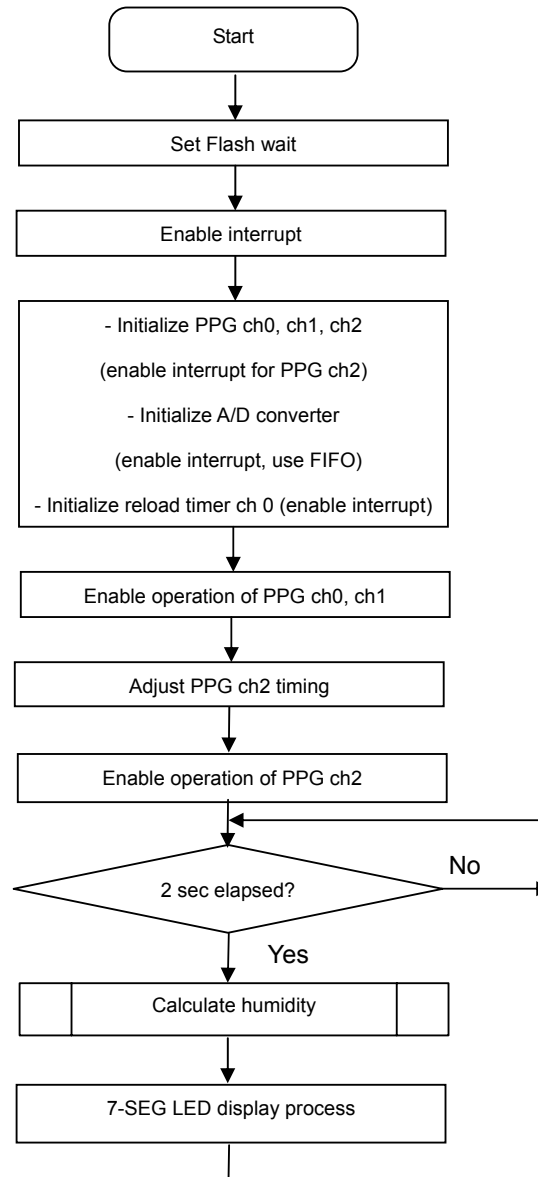 Start
Set Flash wait
Enable interrupt
- Initialize PPG ch0, ch1, ch2
(enable interrupt for PPG ch2)
- Initialize A/D converter
(enable interrupt, use FIFO)
- Initialize reload timer ch 0 (enable interrupt)
Enable operation of PPG ch0, ch1
Adjust PPG ch2 timing
Enable operation of PPG ch2
2 sec elapsed?
No
Yes
Calculate humidity
7-SEG LED display process